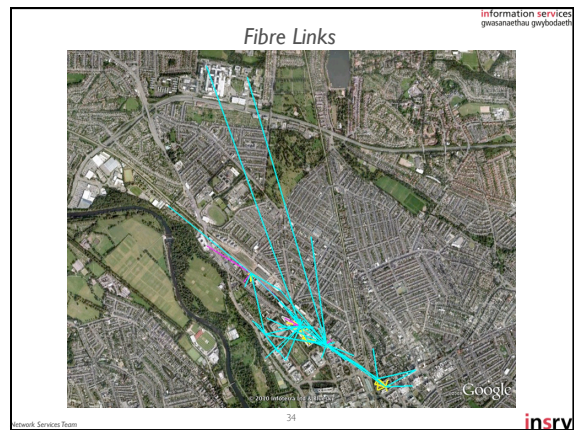 information services
gwasanaethau gwybodaeth
Fibre Links
Google
34
Network Services Team
insrv